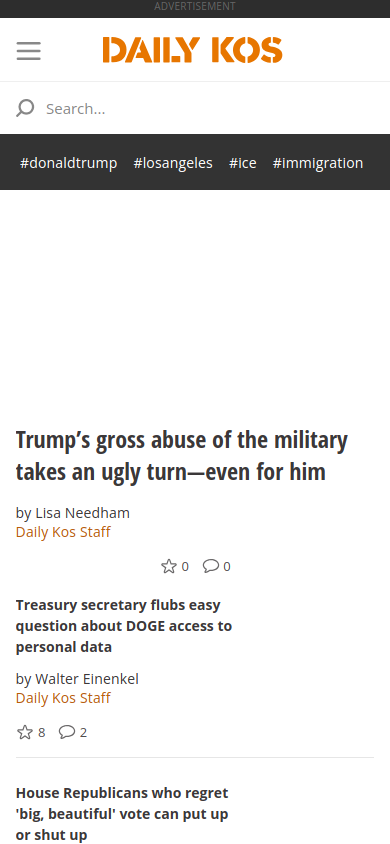 ADVERTISEMENT
DAILY KOS
Search...
#donaldtrump #losangeles #ice #immigration
Trump’s gross abuse of the military
takes an ugly turn—even for him
by Lisa Needham
Daily Kos Staff
0 0
Treasury secretary flubs easy
question about DOGE access to
personal data
by Walter Einenkel
Daily Kos Staff
8 2
House Republicans who regret
'big, beautiful' vote can put up
or shut up